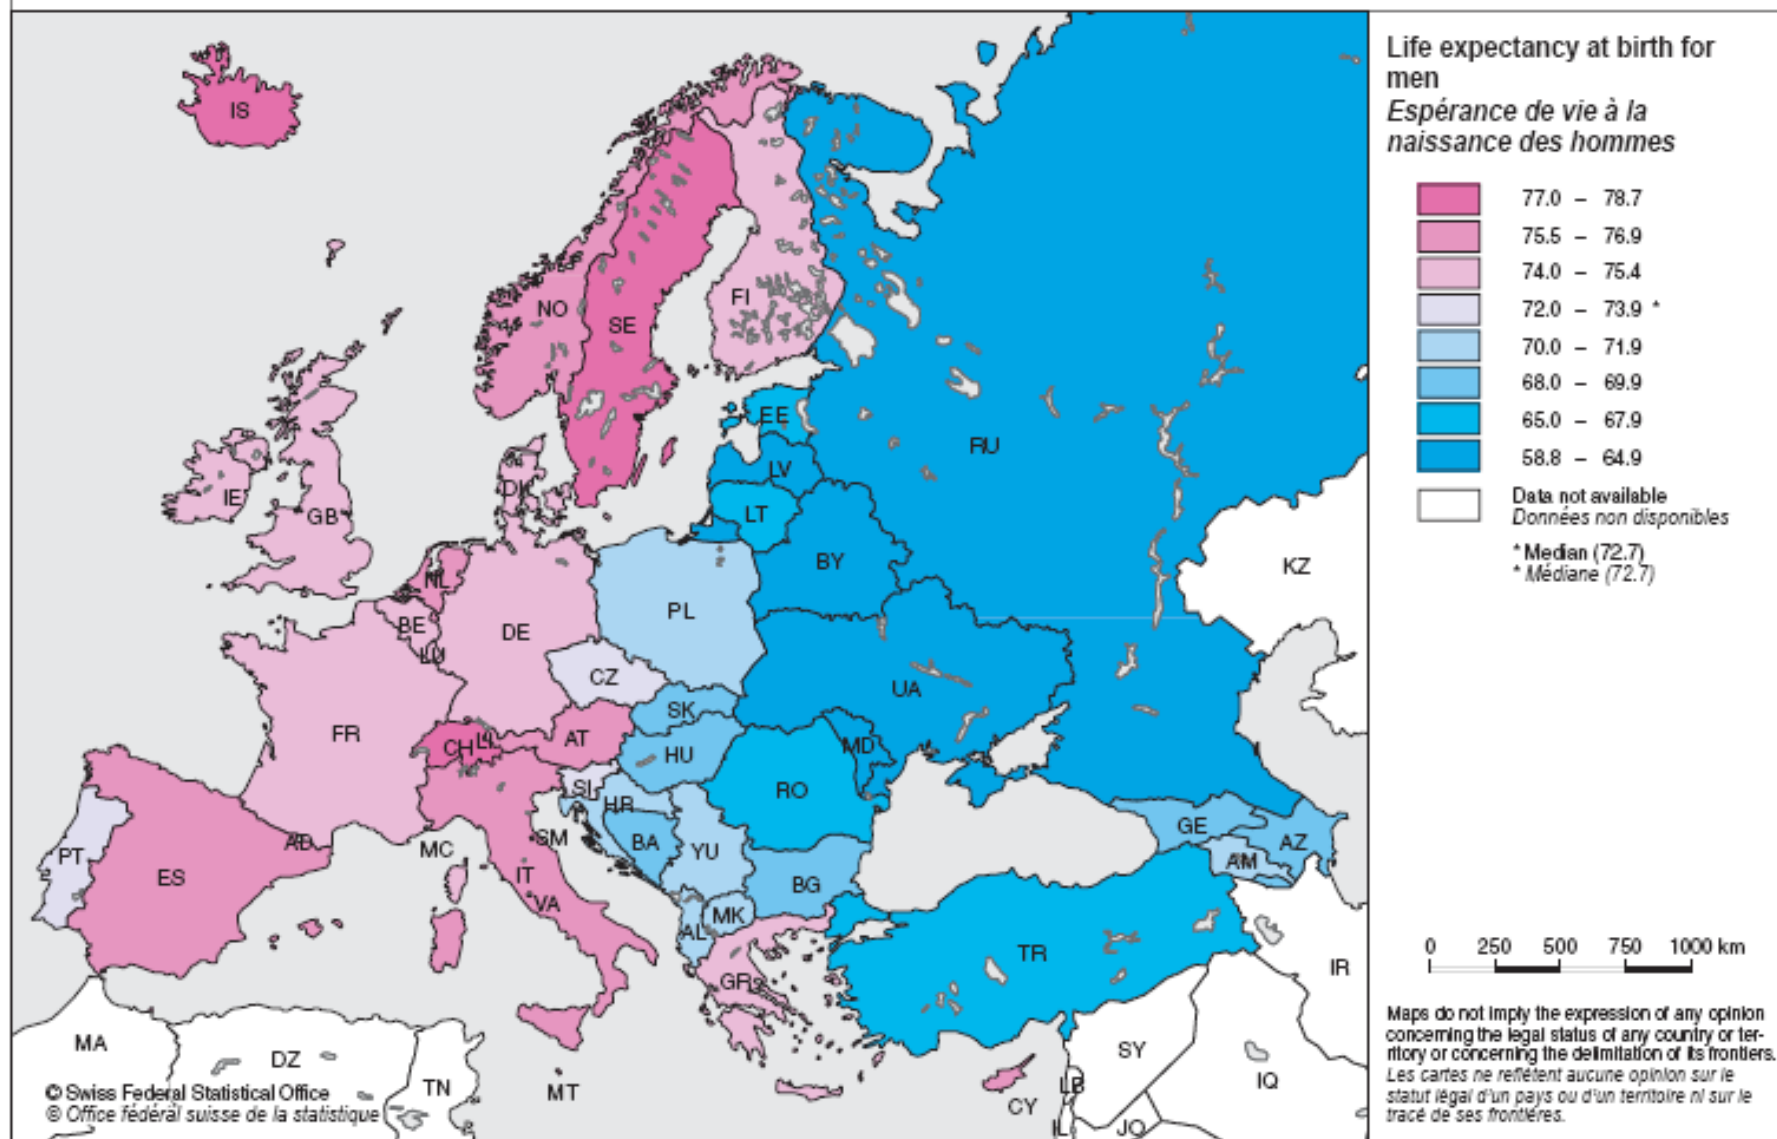 Life expectancy at birth for
men
Espérance de vie à la
naissance des hommes
77.0 – 78.7
75.5 – 76.9
74.0 – 75.4
72.0 – 73.9 *
70.0 – 71.9
68.0 – 69.9
65.0 – 67.9
58.8 – 64.9
Data not available
Données non disponibles
* Median (72.7)
* Médiane (72.7)
0 250 500 750 1000 km
Maps do not imply the expression of any opinion
concerning the legal status of any country or ter-
ritory or concerning the delimitation of its frontiers.
Les cartes ne reflètent aucune opinion sur le
statut légal d'un pays ou d'un territoire ni sur le
tracé de ses frontières.
IS
NO
SE
FI
EE
RU
LV
IE
GB
DK
LT
BY
KZ
NL
BE
DE
PL
LU
CZ
UA
SK
FR
CH
LI
AT
HU
MD
SI
HR
RO
AD
MC
SM
BA
YU
GE
AZ
PT
ES
IT
VA
BG
AM
MK
AL
TR
GR
IR
MA
DZ
TN
MT
CY
LB
SY
IQ
IL
JO
© Swiss Federal Statistical Office
© Office fédéral suisse de la statistique